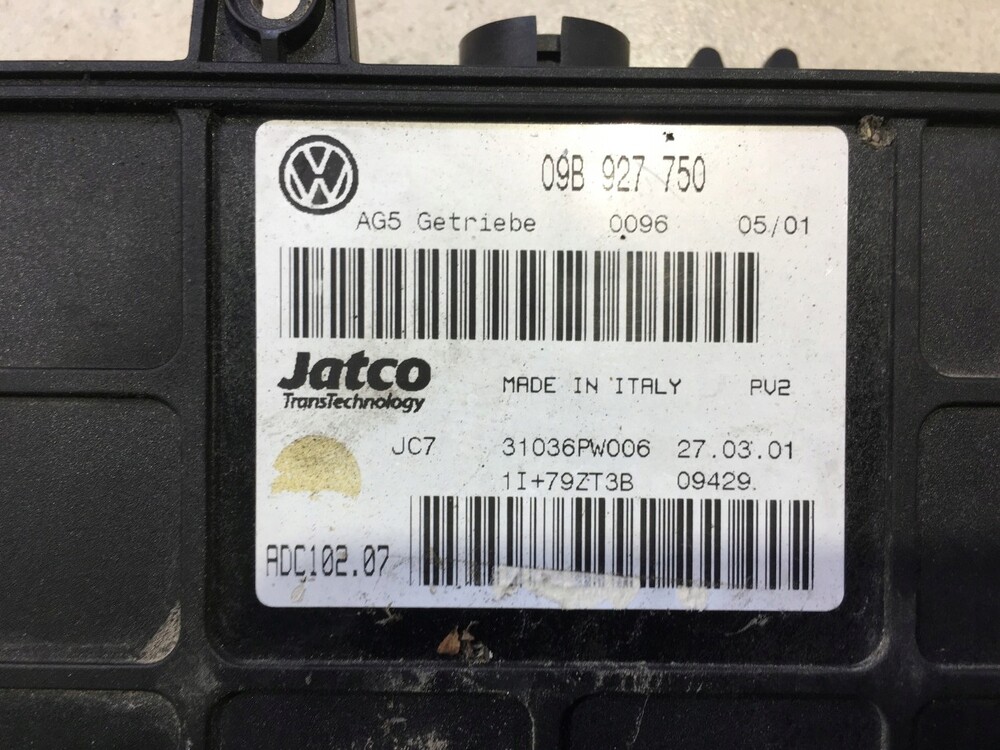 09B 927 750
AG5 Getriebe 0096 05/01
Jatco
TransTechnology
MADE IN ITALY PV2
JC7 31036PW006 27.03.01
1I+79ZT3B 09429
ADC102.07